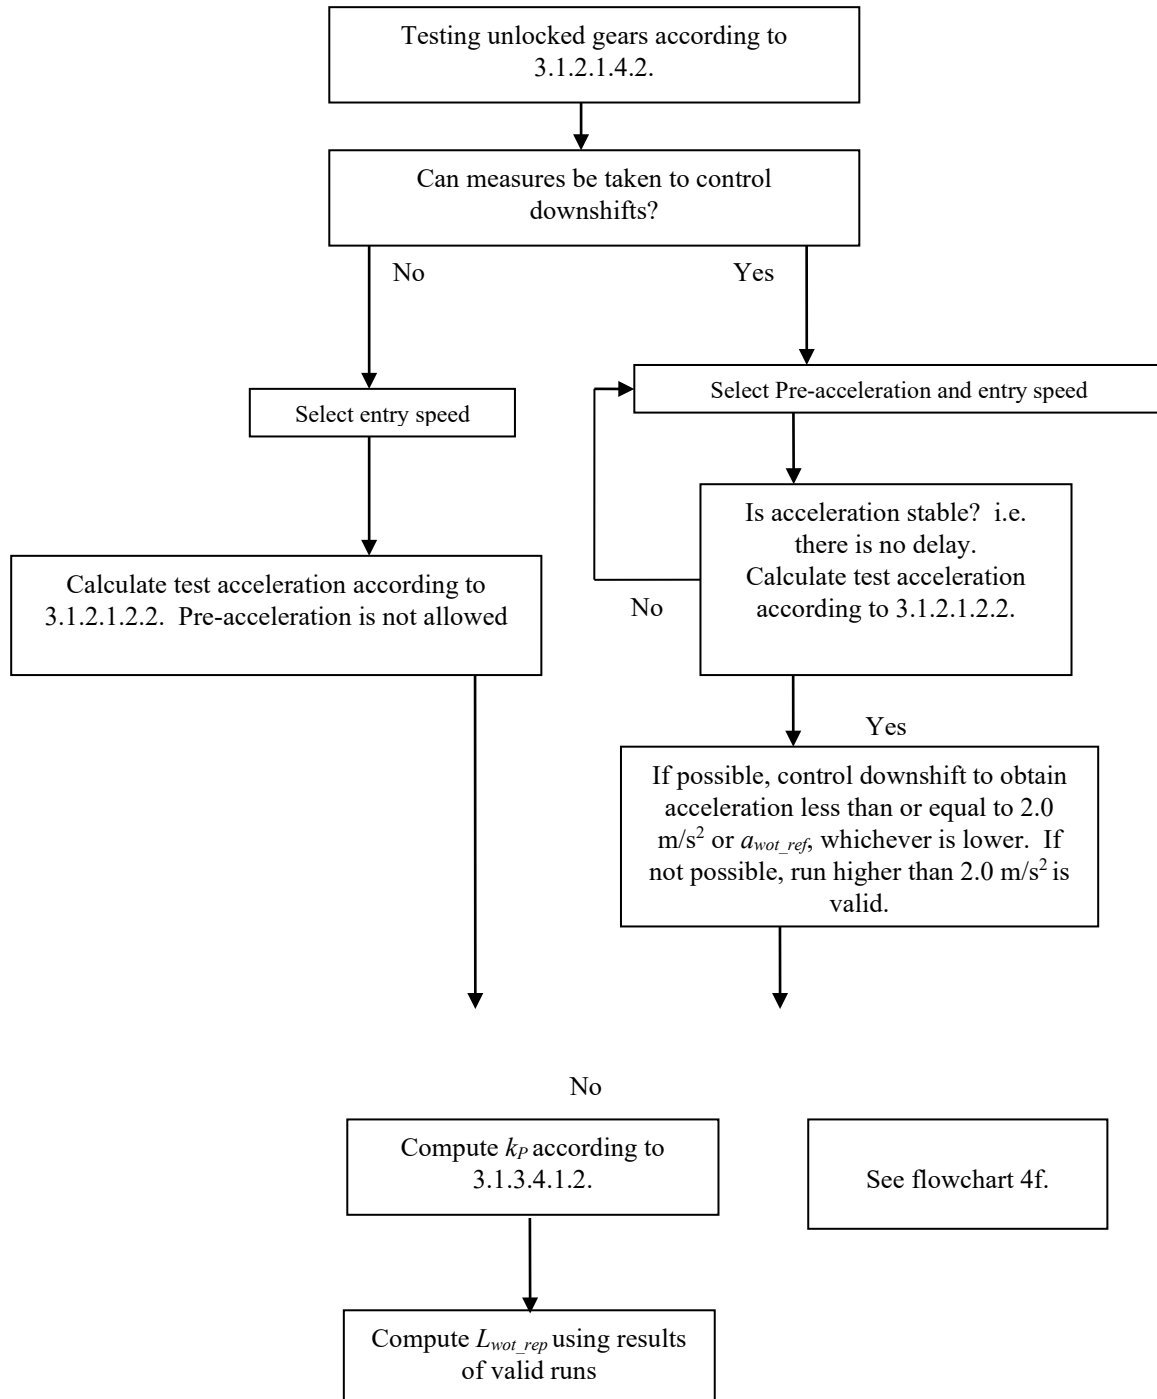 Testing unlocked gears according to
3.1.2.1.4.2.
Can measures be taken to control
downshifts?
No
Yes
Select Pre-acceleration and entry speed
Select entry speed
Is acceleration stable?  i.e.
there is no delay.
Calculate test acceleration
according to 3.1.2.1.2.2.
No
Calculate test acceleration according to
3.1.2.1.2.2.  Pre-acceleration is not allowed
Yes
If possible, control downshift to obtain
acceleration less than or equal to 2.0
m/s² or a_wot_ref, whichever is lower.  If
not possible, run higher than 2.0 m/s² is
valid.
No
Compute k_P according to
3.1.3.4.1.2.
See flowchart 4f.
Compute L_wot_rep using results
of valid runs